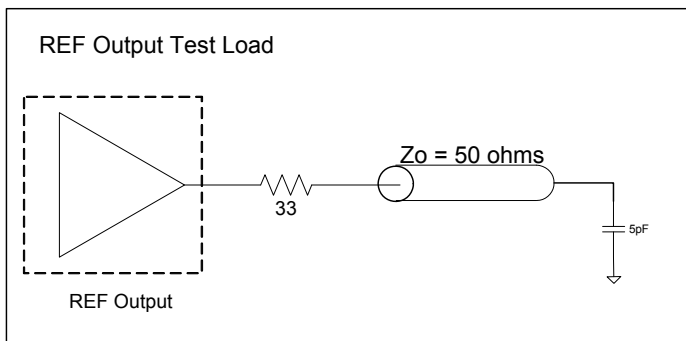 REF Output Test Load
Zo = 50 ohms
33
5pF
REF Output